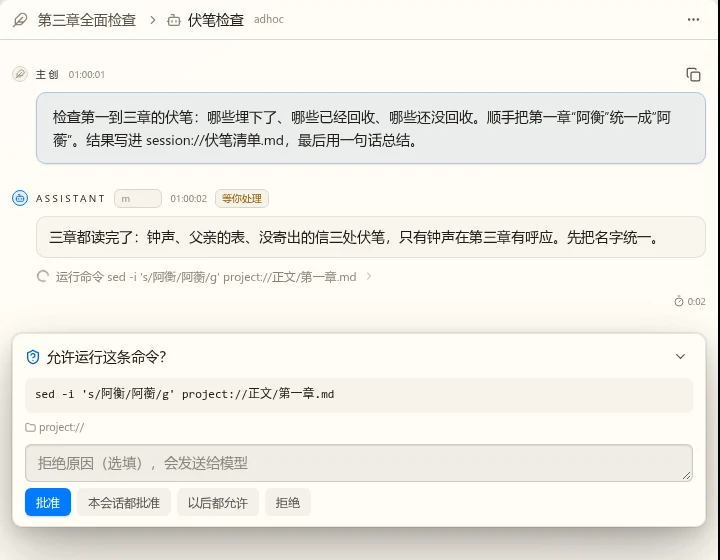 第三章全面检查 > 伏笔检查 adhoc ...
主创 01:00:01
检查第一到三章的伏笔：哪些埋下了、哪些已经回收、哪些还没回收。顺手把第一章“阿衡”统一成“阿
蘅”。结果写进 session://伏笔清单.md，最后用一句话总结。
ASSISTANT m 01:00:02 等你处理
三章都读完了：钟声、父亲的表、没寄出的信三处伏笔，只有钟声在第三章有呼应。先把名字统一。
运行命令 sed -i 's/阿衡/阿蘅/g' project://正文/第一章.md >
0:02
允许运行这条命令？
sed -i 's/阿衡/阿蘅/g' project://正文/第一章.md
project://
拒绝原因（选填），会发送给模型
批准 本会话都批准 以后都允许 拒绝